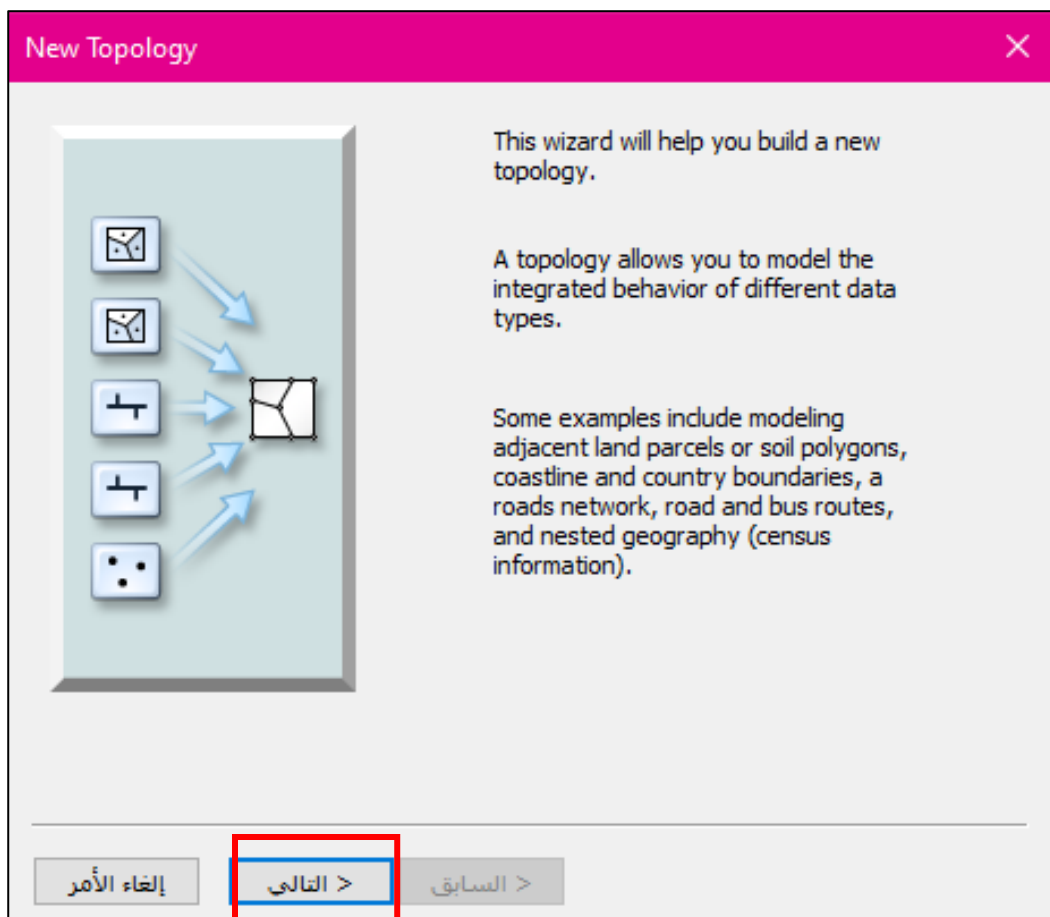 New Topology
This wizard will help you build a new
topology.
A topology allows you to model the
integrated behavior of different data
types.
Some examples include modeling
adjacent land parcels or soil polygons,
coastline and country boundaries, a
roads network, road and bus routes,
and nested geography (census
information).
إلغاء الأمر
التالي >
< السابق